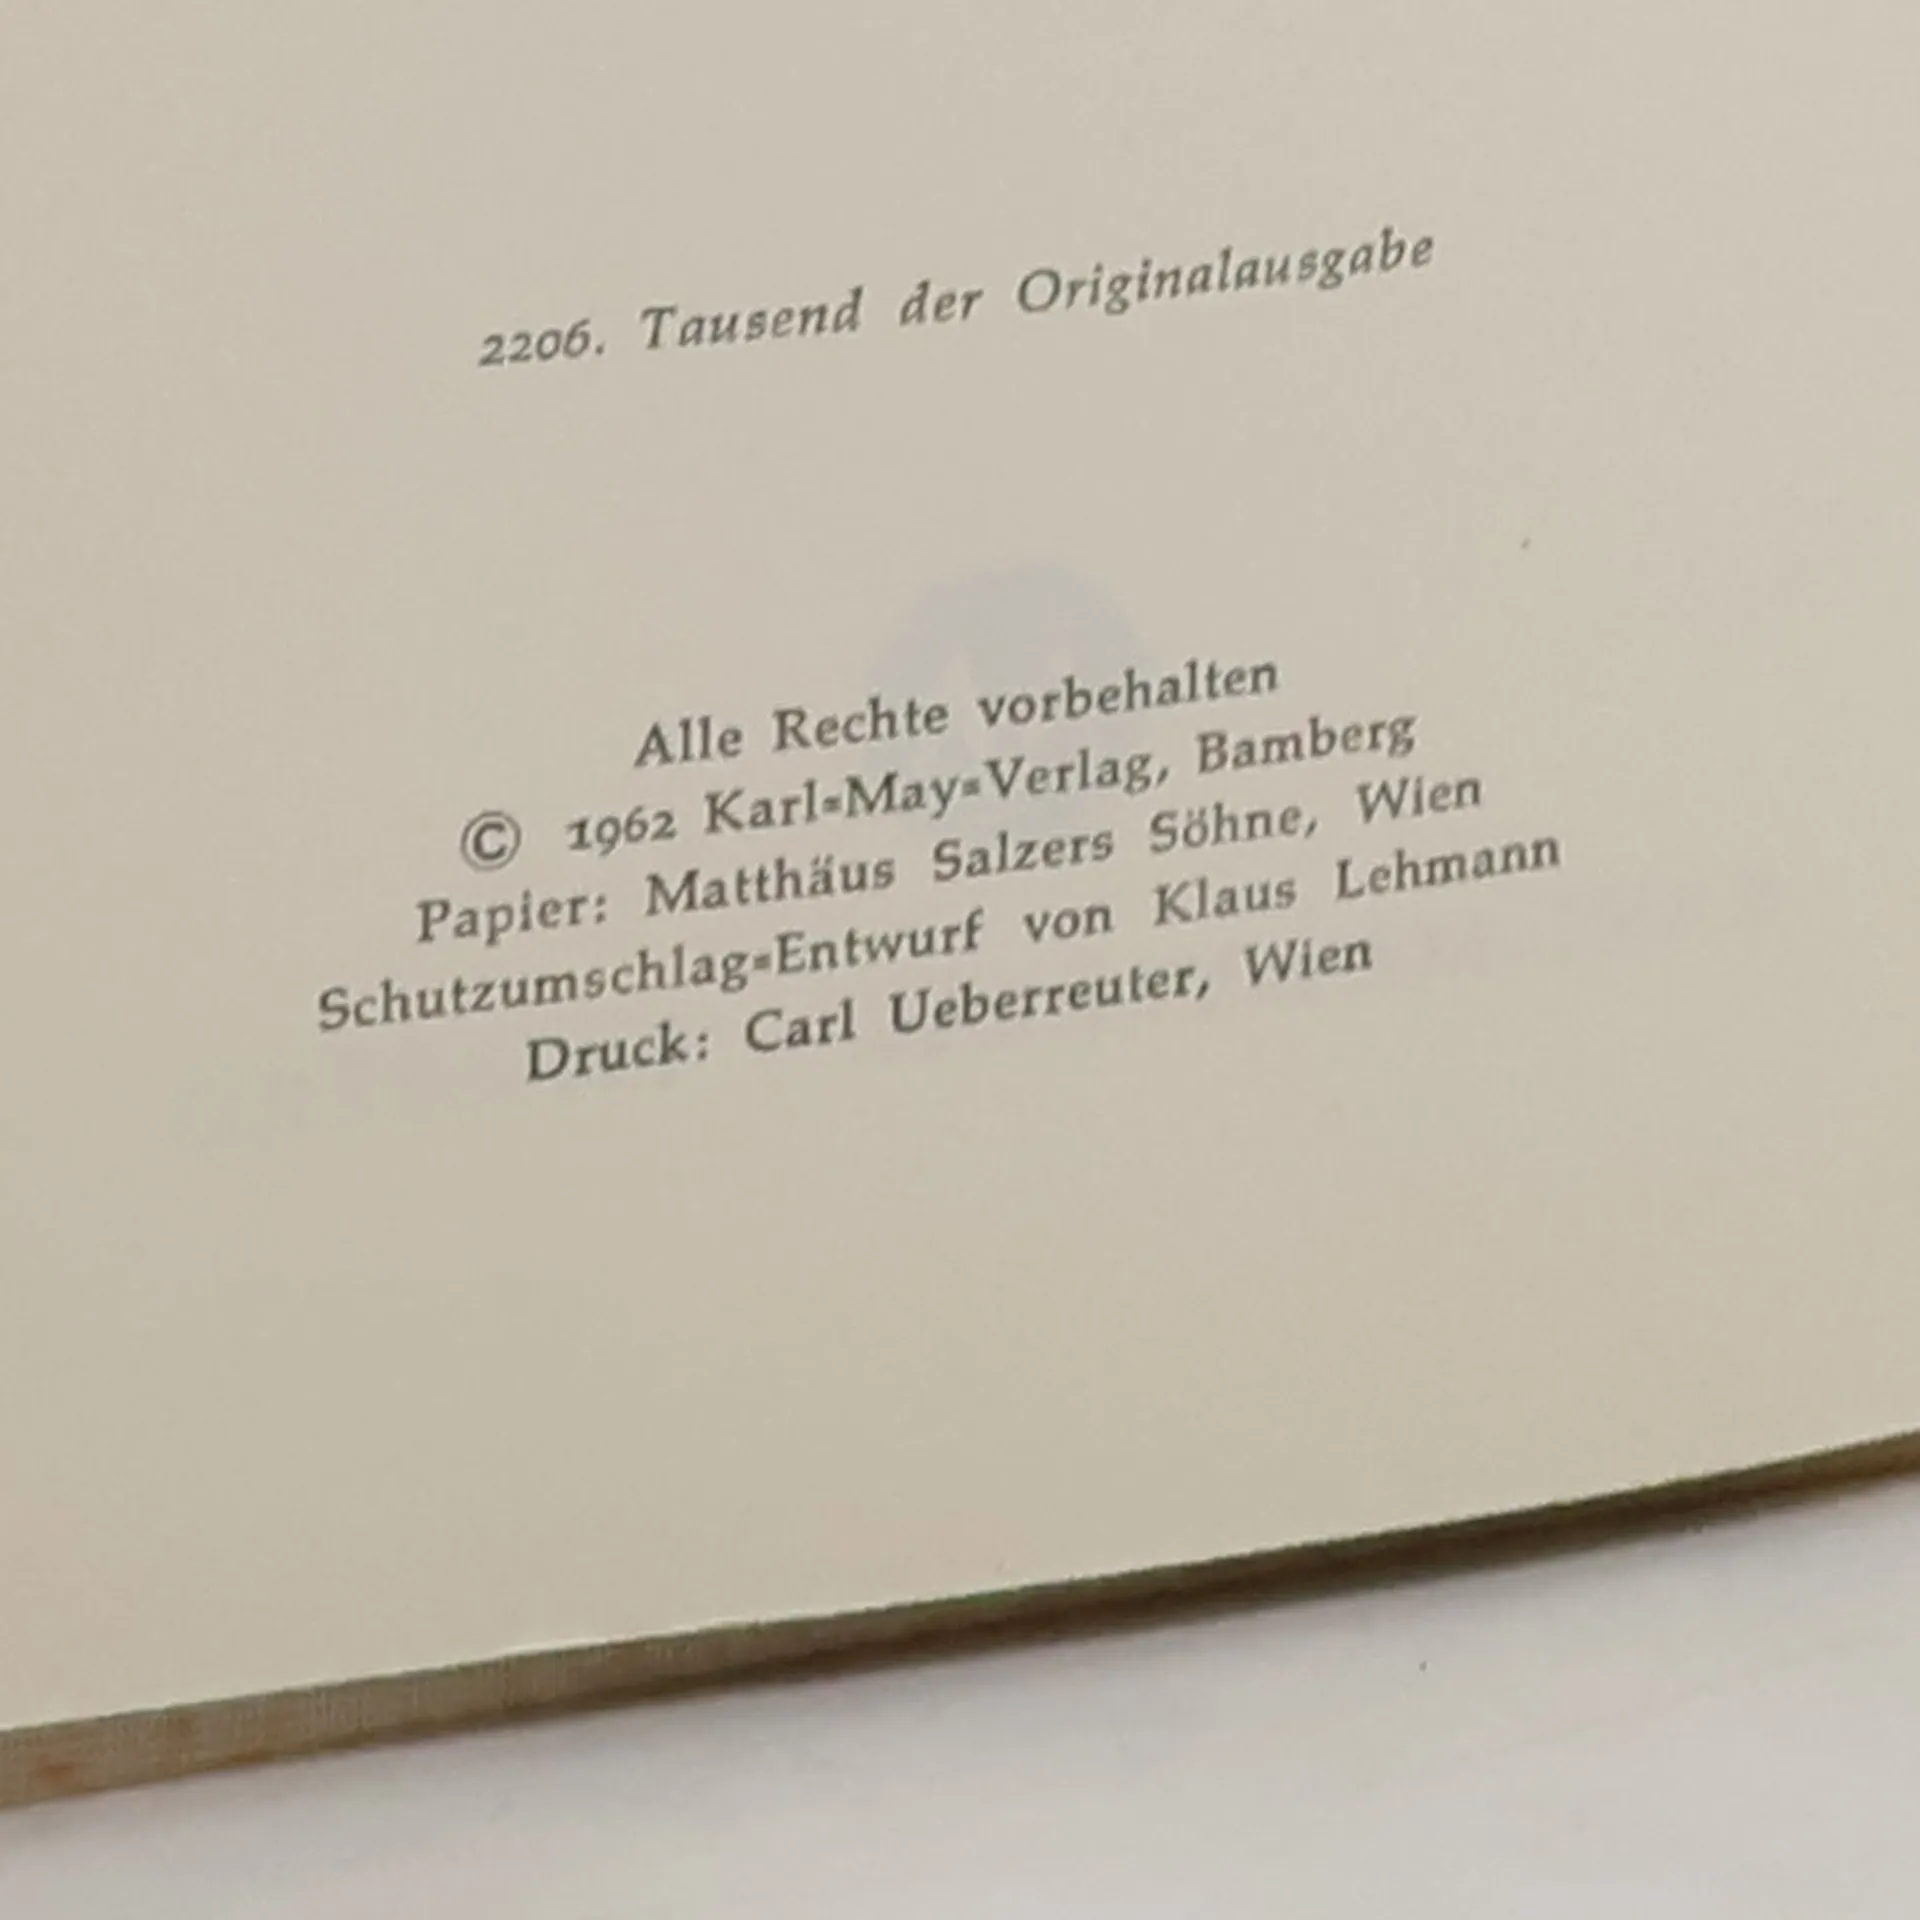 2206. Tausend der Originalausgabe
Alle Rechte vorbehalten
© 1962 Karl-May-Verlag, Bamberg
Papier: Matthäus Salzers Söhne, Wien
Schutzumschlag-Entwurf von Klaus Lehmann
Druck: Carl Ueberreuter, Wien